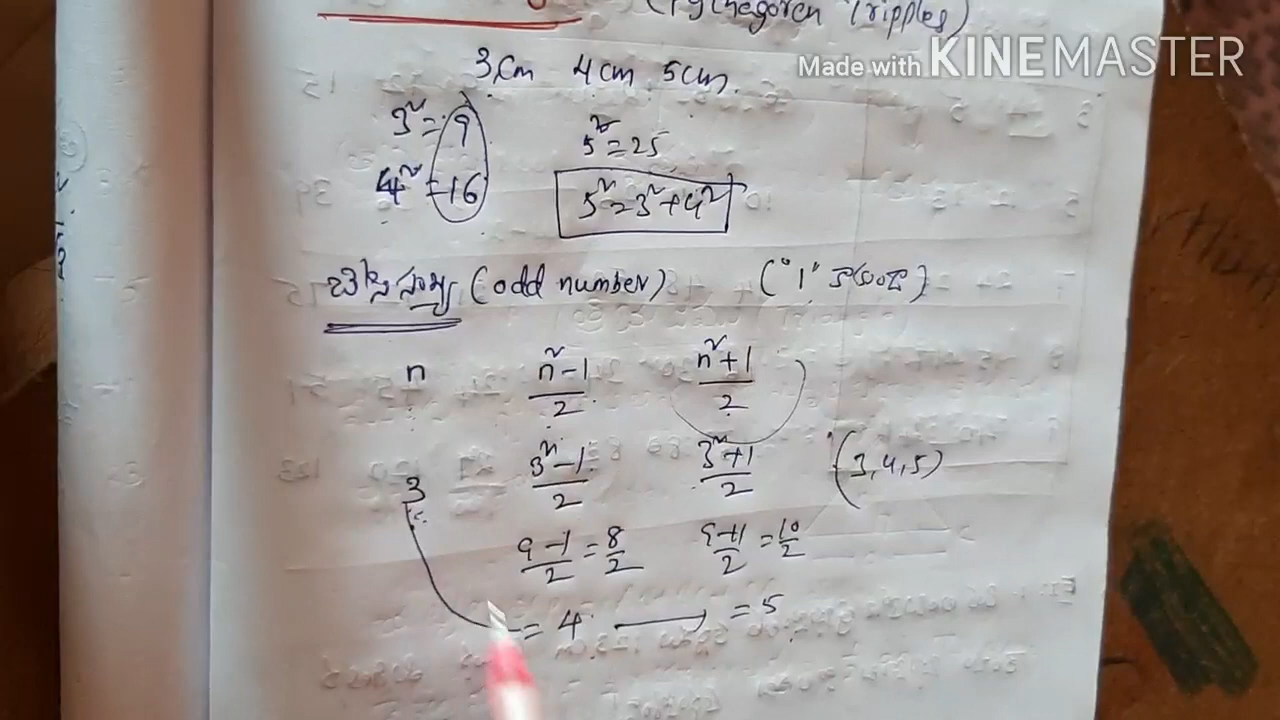 (Pythagoren Tripples)
Made with KINEMASTER
3cm 4cm 5cm.
3² = 9
5² = 25
4² = 16
5² = 3² + 4²
బేసి సంఖ్య (odd number) ("1" కాకుండా)
n n²-1/2 n²+1/2
3 3²-1/2 3²+1/2 (3,4,5)
9-1/2 = 8/2 9+1/2 = 10/2
= 4 = 5